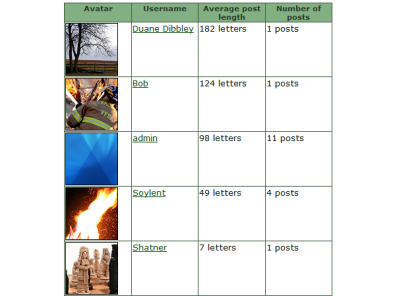 Avatar Username Average post length Number of posts
Duane Dibbley 182 letters 1 posts
Bob 124 letters 1 posts
admin 98 letters 11 posts
Soylent 49 letters 4 posts
Shatner 7 letters 1 posts